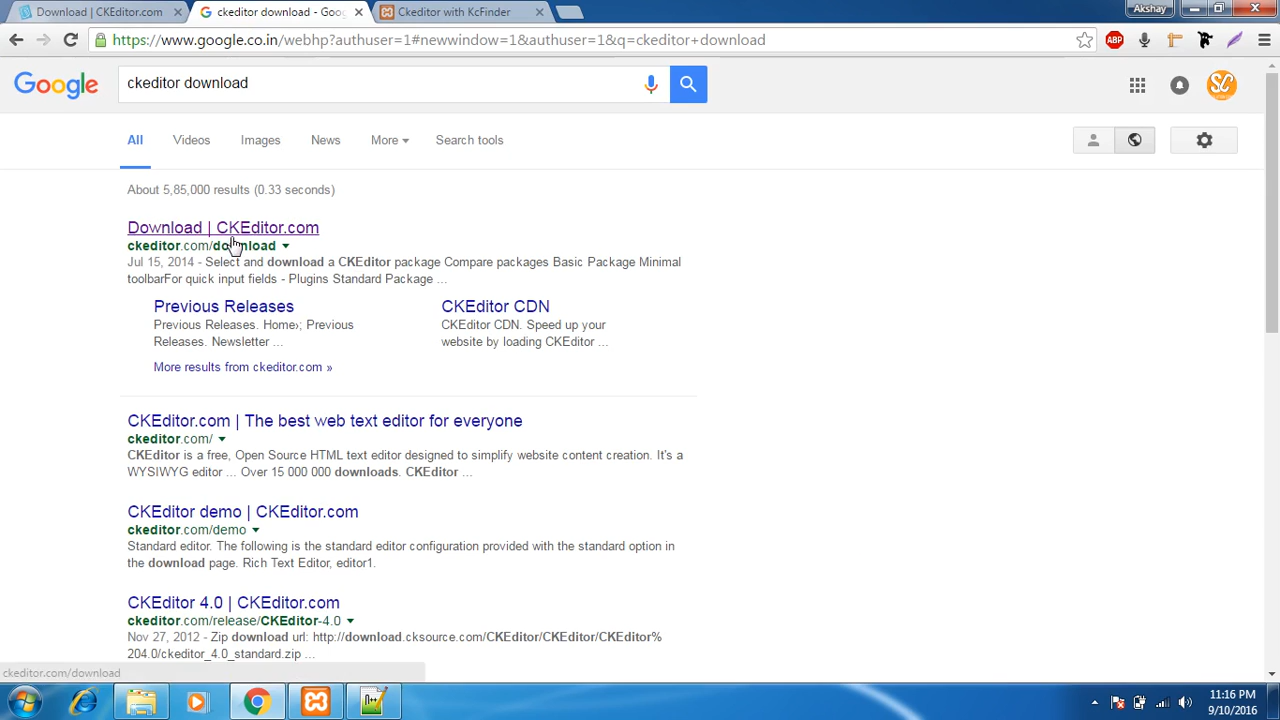 Download | CKEditor.com
ckeditor download - Goog
Ckeditor with KcFinder
Akshay
https://www.google.co.in/webhp?authuser=1#newwindow=1&authuser=1&q=ckeditor+download
ABP
Google
ckeditor download
SC
All
Videos
Images
News
More
Search tools
About 5,85,000 results (0.33 seconds)
Download | CKEditor.com
ckeditor.com/download
Jul 15, 2014 - Select and download a CKEditor package Compare packages Basic Package Minimal
toolbarFor quick input fields - Plugins Standard Package ...
Previous Releases
CKEditor CDN
Previous Releases. Home›; Previous
CKEditor CDN. Speed up your
Releases. Newsletter ...
website by loading CKEditor ...
More results from ckeditor.com »
CKEditor.com | The best web text editor for everyone
ckeditor.com/
CKEditor is a free, Open Source HTML text editor designed to simplify website content creation. It's a
WYSIWYG editor ... Over 15 000 000 downloads. CKEditor ...
CKEditor demo | CKEditor.com
ckeditor.com/demo
Standard editor. The following is the standard editor configuration provided with the standard option in
the download page. Rich Text Editor, editor1.
CKEditor 4.0 | CKEditor.com
ckeditor.com/release/CKEditor-4.0
Nov 27, 2012 - Zip download url: http://download.cksource.com/CKEditor/CKEditor/CKEditor%
204.0/ckeditor_4.0_standard.zip ...
ckeditor.com/download
11:16 PM
9/10/2016